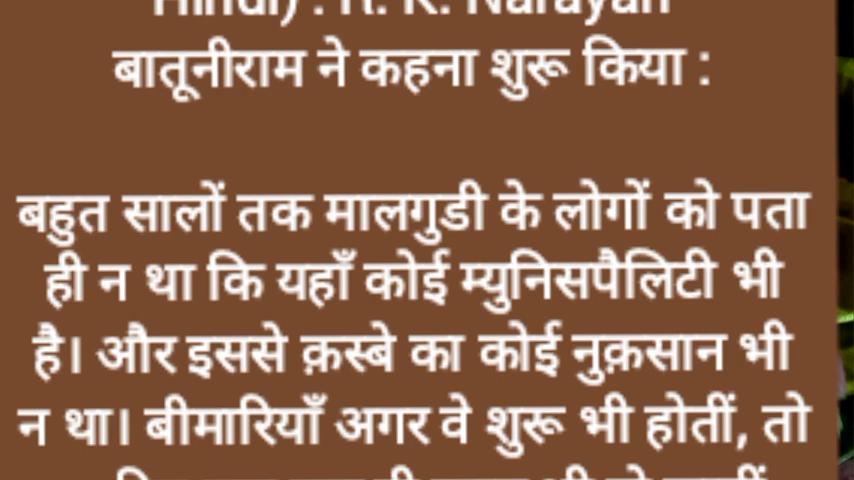 Hindi) : R. K. Narayan
बातूनीराम ने कहना शुरू किया :
बहुत सालों तक मालगुडी के लोगों को पता
ही न था कि यहाँ कोई म्युनिसपैलिटी भी
है। और इससे क़स्बे का कोई नुक़सान भी
न था। बीमारियाँ अगर वे शुरू भी होतीं, तो